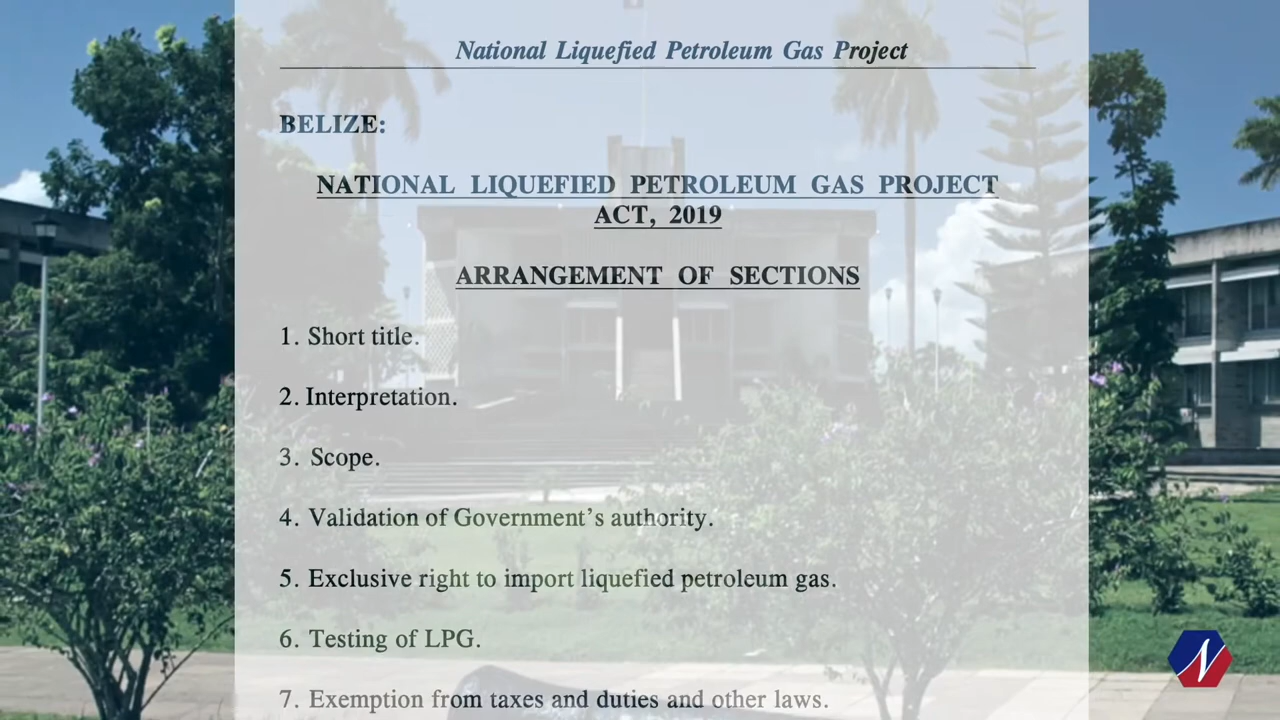 National Liquefied Petroleum Gas Project
BELIZE:
NATIONAL LIQUEFIED PETROLEUM GAS PROJECT
ACT, 2019
ARRANGEMENT OF SECTIONS
1. Short title.
2. Interpretation.
3. Scope.
4. Validation of Government's authority.
5. Exclusive right to import liquefied petroleum gas.
6. Testing of LPG.
7. Exemption from taxes and duties and other laws.
N